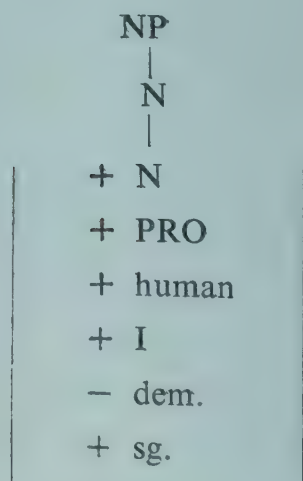 NP
N
+ N
+ PRO
+ human
+ I
− dem.
+ sg.